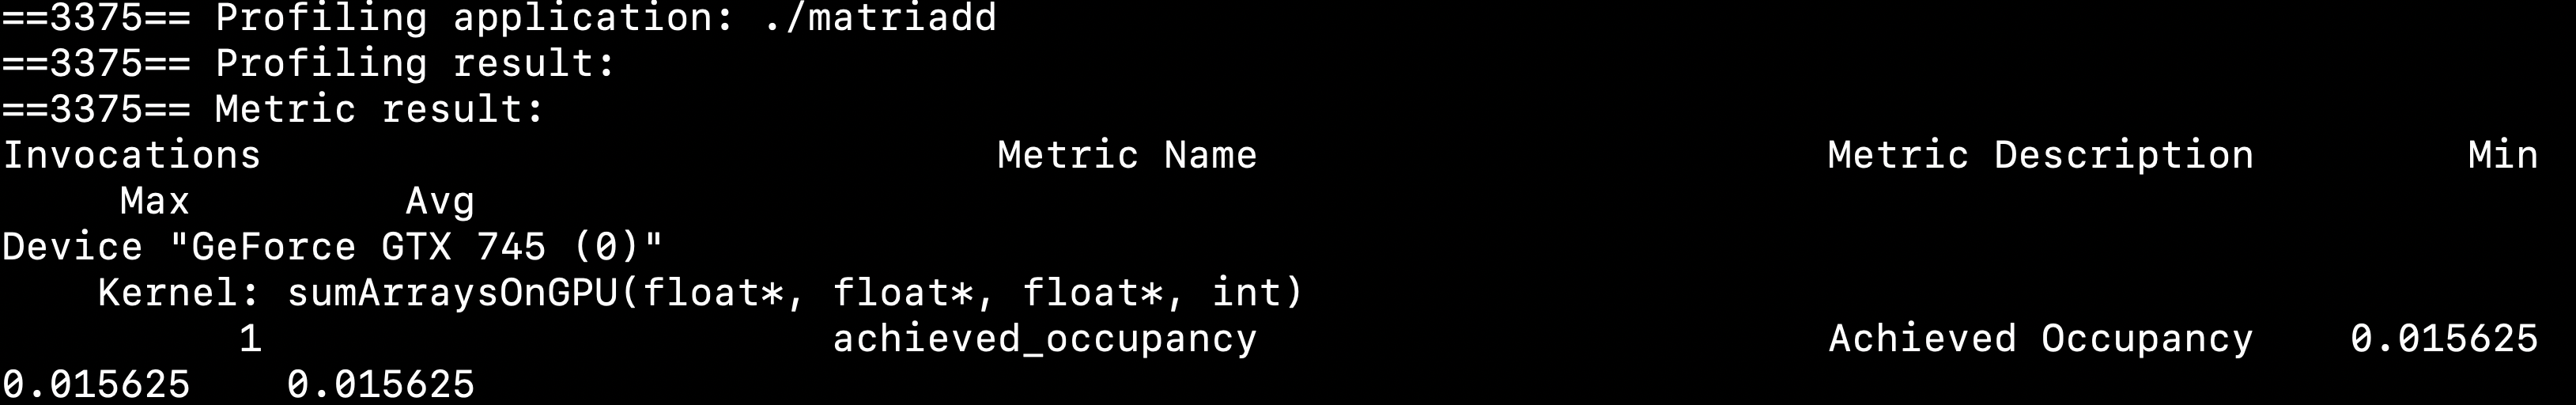 ==3375== Profiling application: ./matriadd
==3375== Profiling result:
==3375== Metric result:
Invocations                               Metric Name                        Metric Description         Min
     Max         Avg
Device "GeForce GTX 745 (0)"
    Kernel: sumArraysOnGPU(float*, float*, float*, int)
          1                        achieved_occupancy                        Achieved Occupancy    0.015625
0.015625    0.015625